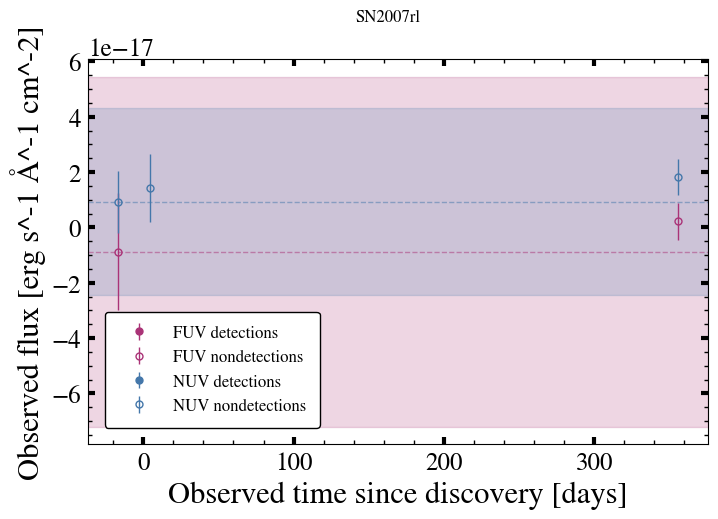 SN2007rl
1e−17
6
4
2
0
−2
−4
−6
Observed flux [erg s^-1 Å^-1 cm^-2]
FUV detections
FUV nondetections
NUV detections
NUV nondetections
0 100 200 300
Observed time since discovery [days]